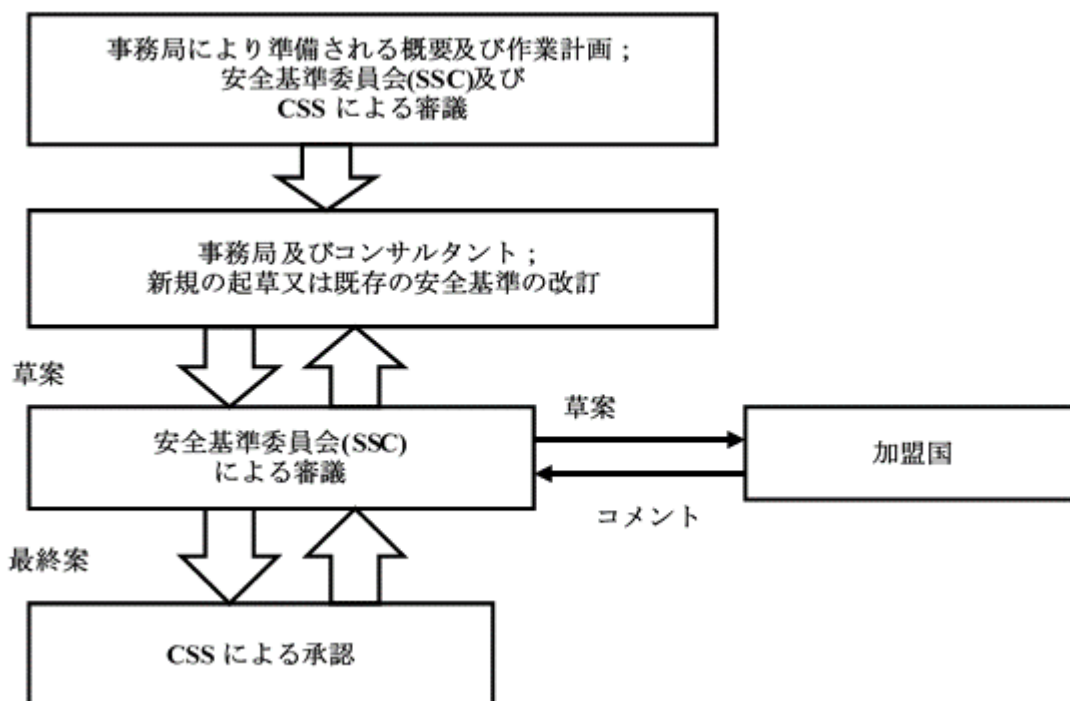 事務局により準備される概要及び作業計画；
安全基準委員会(SSC)及び
CSS による審議
事務局及びコンサルタント；
新規の起草又は既存の安全基準の改訂
草案
安全基準委員会(SSC)
による審議
草案
加盟国
コメント
最終案
CSS による承認